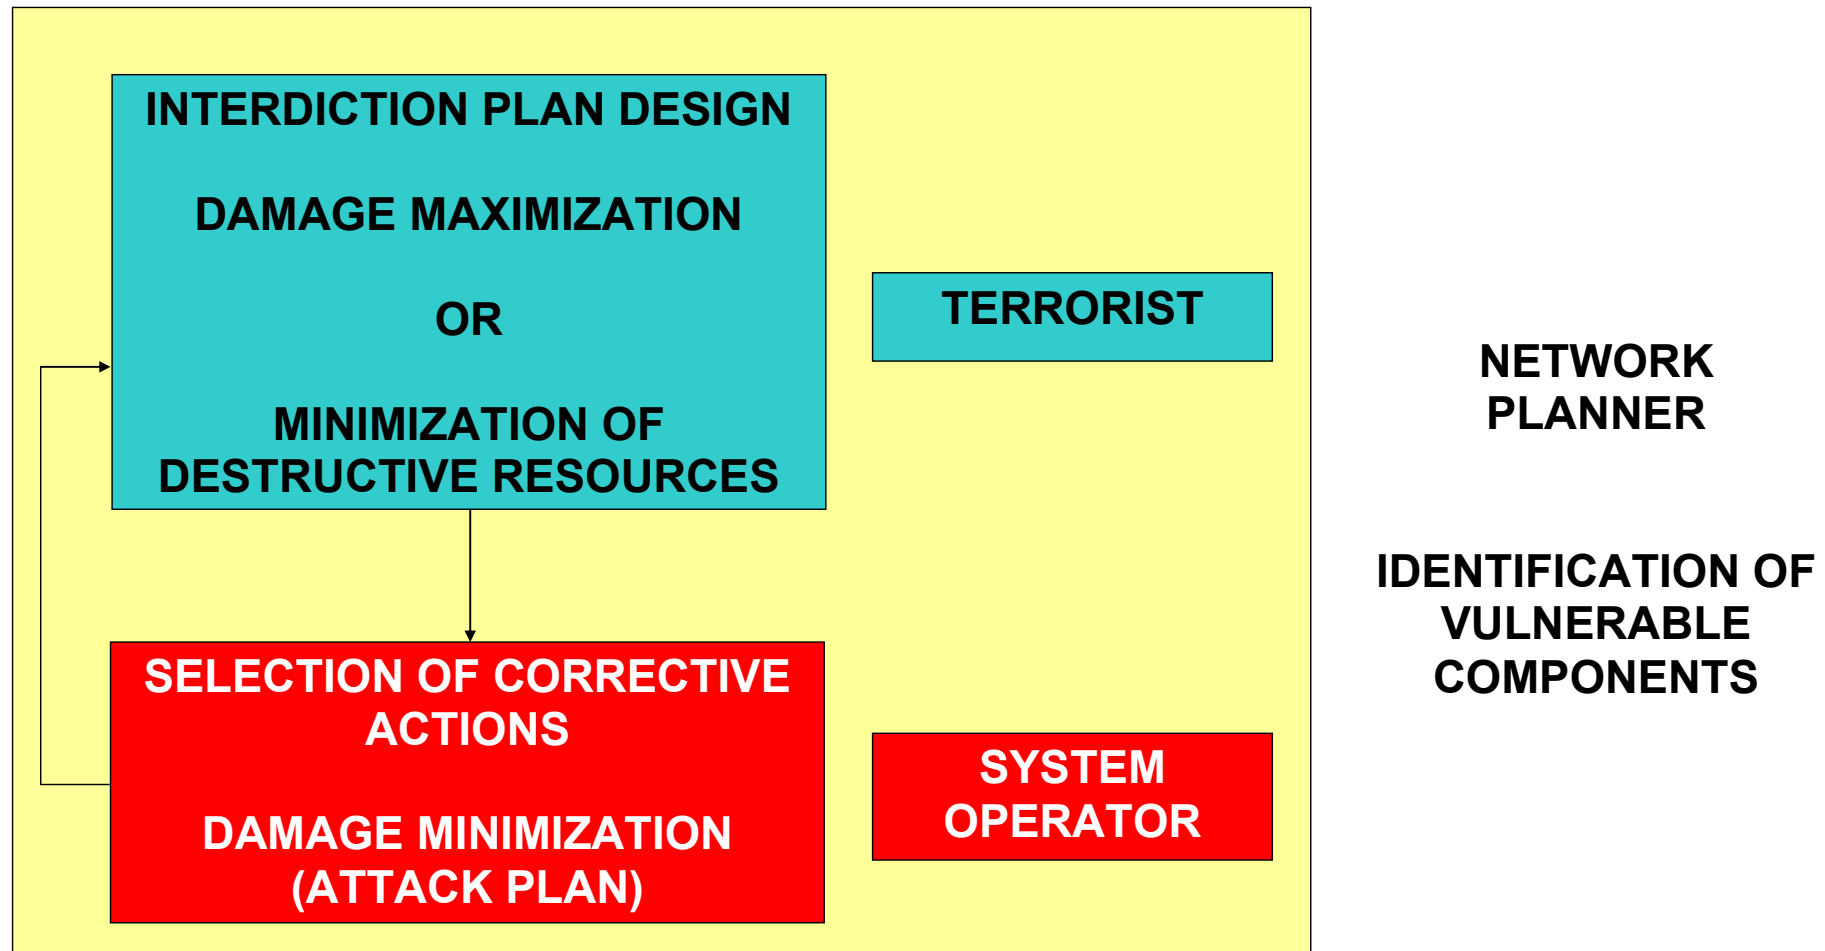 INTERDICTION PLAN DESIGN
DAMAGE MAXIMIZATION
OR
MINIMIZATION OF
DESTRUCTIVE RESOURCES
TERRORIST
SELECTION OF CORRECTIVE
ACTIONS
DAMAGE MINIMIZATION
(ATTACK PLAN)
SYSTEM
OPERATOR
NETWORK
PLANNER
IDENTIFICATION OF
VULNERABLE
COMPONENTS